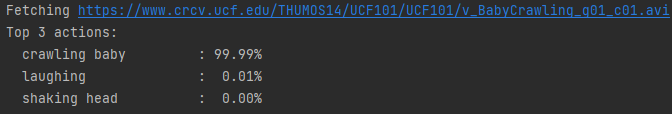 Fetching https://www.crcv.ucf.edu/THUMOS14/UCF101/UCF101/v_BabyCrawling_g01_c01.avi
Top 3 actions:
crawling baby : 99.99%
laughing : 0.01%
shaking head : 0.00%